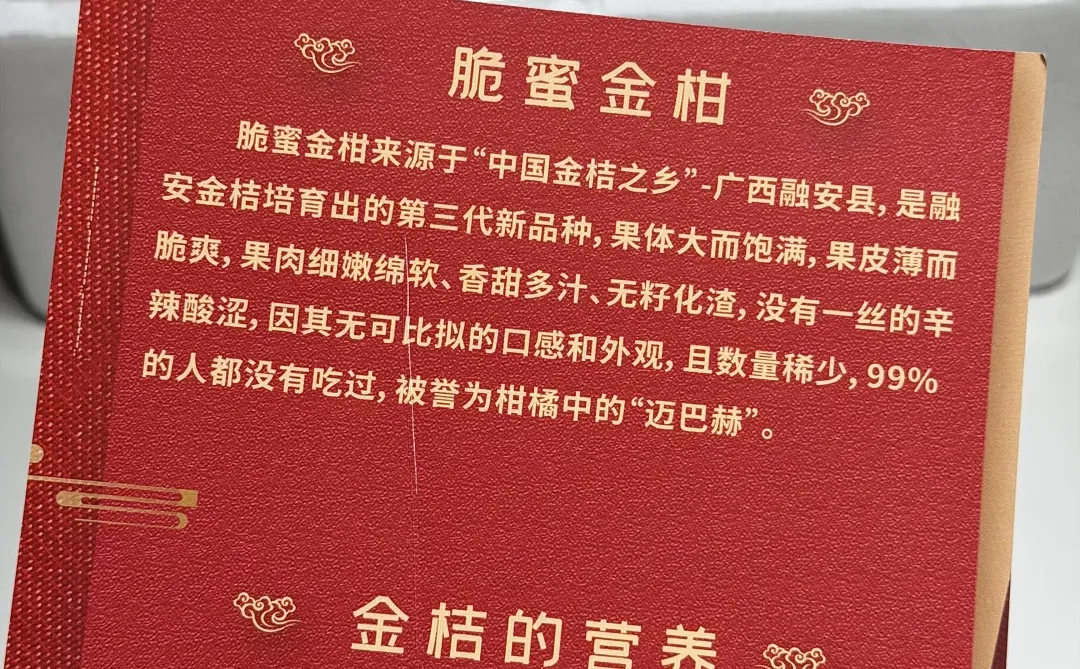 脆蜜金柑
脆蜜金柑来源于“中国金桔之乡”-广西融安县,是融
安金桔培育出的第三代新品种,果体大而饱满,果皮薄而
脆爽,果肉细嫩绵软、香甜多汁、无籽化渣,没有一丝的辛
辣酸涩,因其无可比拟的口感和外观,且数量稀少,99%
的人都没有吃过,被誉为柑橘中的“迈巴赫”。
金桔的营养